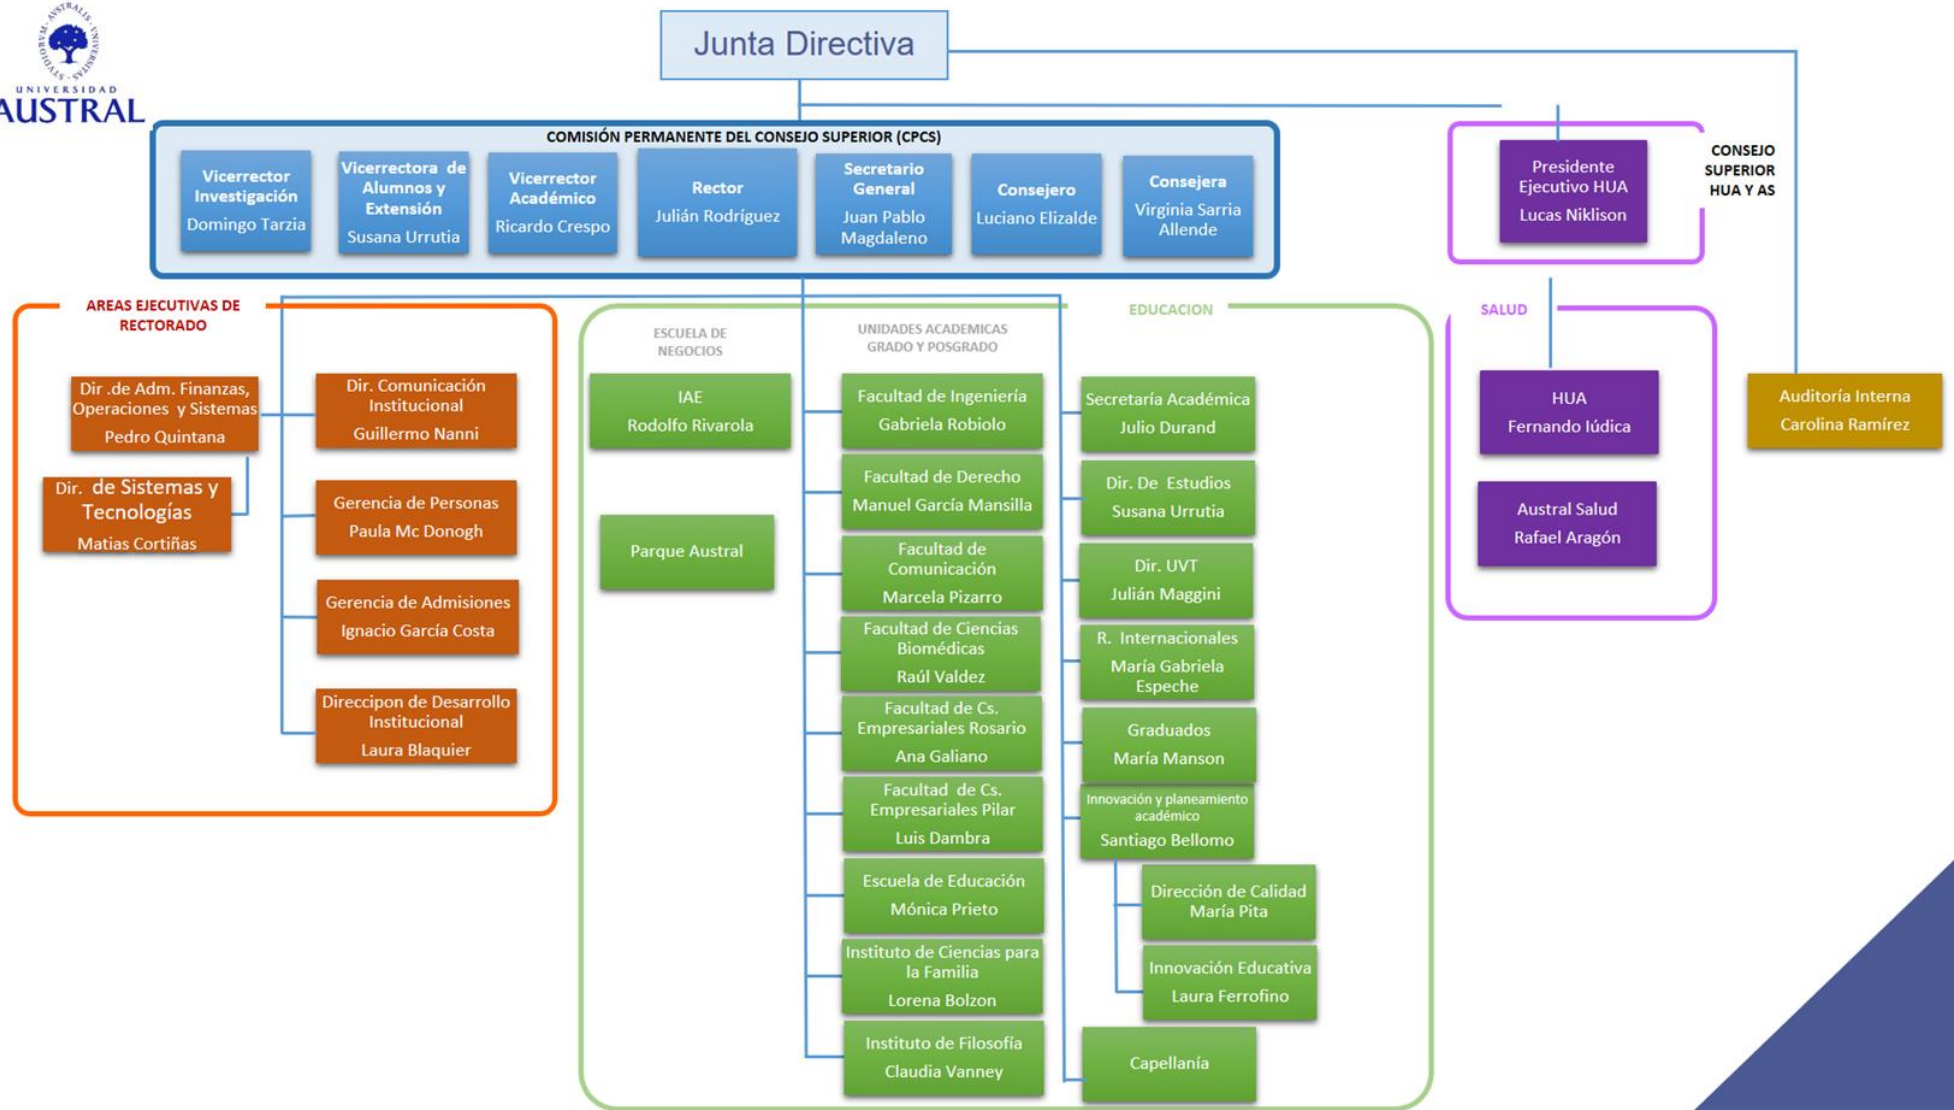 STUDIORUM · UNIVERSITAS · AUSTRALIS
UNIVERSIDAD
AUSTRAL
Junta Directiva
COMISIÓN PERMANENTE DEL CONSEJO SUPERIOR (CPCS)
Vicerrector
Investigación
Domingo Tarzia
Vicerrectora de
Alumnos y
Extensión
Susana Urrutia
Vicerrector
Académico
Ricardo Crespo
Rector
Julián Rodríguez
Secretario
General
Juan Pablo
Magdaleno
Consejero
Luciano Elizalde
Consejera
Virginia Sarria
Allende
Presidente
Ejecutivo HUA
Lucas Niklison
CONSEJO
SUPERIOR
HUA Y AS
AREAS EJECUTIVAS DE
RECTORADO
Dir .de Adm. Finanzas,
Operaciones y Sistemas
Pedro Quintana
Dir. de Sistemas y
Tecnologías
Matias Cortiñas
Dir. Comunicación
Institucional
Guillermo Nanni
Gerencia de Personas
Paula Mc Donogh
Gerencia de Admisiones
Ignacio García Costa
Direccipon de Desarrollo
Institucional
Laura Blaquier
EDUCACION
ESCUELA DE
NEGOCIOS
IAE
Rodolfo Rivarola
Parque Austral
UNIDADES ACADEMICAS
GRADO Y POSGRADO
Facultad de Ingeniería
Gabriela Robiolo
Facultad de Derecho
Manuel García Mansilla
Facultad de
Comunicación
Marcela Pizarro
Facultad de Ciencias
Biomédicas
Raúl Valdez
Facultad de Cs.
Empresariales Rosario
Ana Galiano
Facultad de Cs.
Empresariales Pilar
Luis Dambra
Escuela de Educación
Mónica Prieto
Instituto de Ciencias para
la Familia
Lorena Bolzon
Instituto de Filosofía
Claudia Vanney
Secretaría Académica
Julio Durand
Dir. De Estudios
Susana Urrutia
Dir. UVT
Julián Maggini
R. Internacionales
María Gabriela
Espeche
Graduados
María Manson
Innovación y planeamiento
académico
Santiago Bellomo
Dirección de Calidad
María Pita
Innovación Educativa
Laura Ferrofino
Capellanía
SALUD
HUA
Fernando Iúdica
Austral Salud
Rafael Aragón
Auditoría Interna
Carolina Ramírez